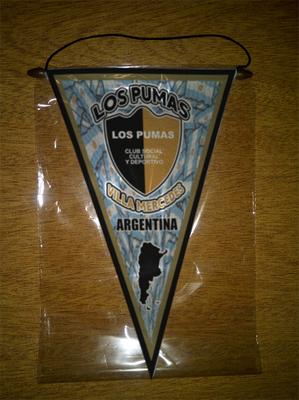 LOS PUMAS
LOS PUMAS
CLUB SOCIAL
CULTURAL
Y DEPORTIVO
VILLA MERCEDES
ARGENTINA